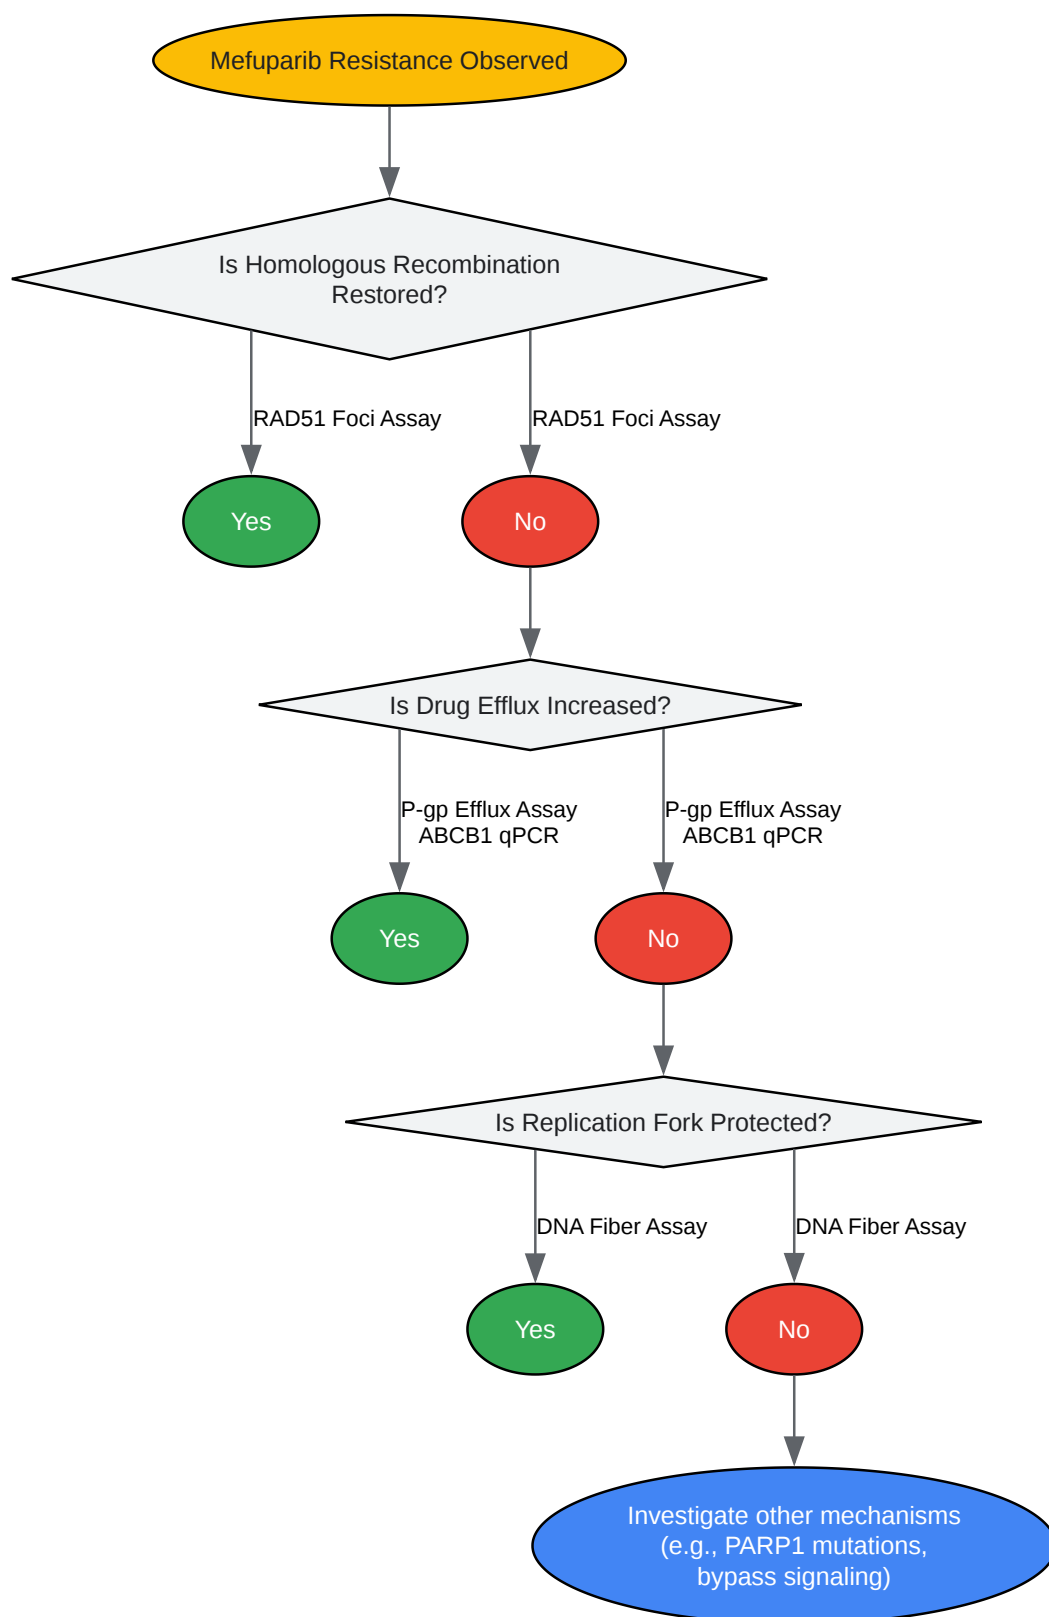 Mefuparib Resistance Observed
Is Homologous Recombination
Restored?
RAD51 Foci Assay
RAD51 Foci Assay
Yes
No
Is Drug Efflux Increased?
P-gp Efflux Assay
ABCB1 qPCR
P-gp Efflux Assay
ABCB1 qPCR
Yes
No
Is Replication Fork Protected?
DNA Fiber Assay
DNA Fiber Assay
Yes
No
Investigate other mechanisms
(e.g., PARP1 mutations,
bypass signaling)